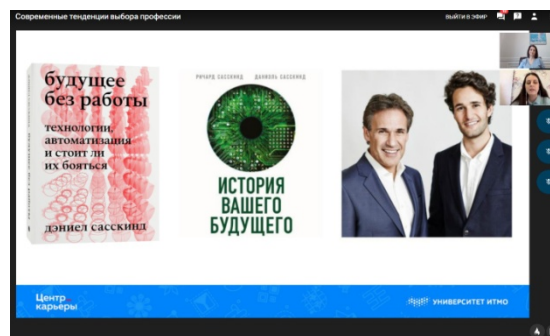 Современные тенденции выбора профессии
ВЫЙТИ В ЭФИР
будущее
без работы
технологии,
автоматизация
и стоит ли
их бояться
дэниел сасскинд
РИЧАРД САССКИНД ДАНИЕЛЬ САССКИНД
ИСТОРИЯ
ВАШЕГО
БУДУЩЕГО
Центр
карьеры
УНИВЕРСИТЕТ ИТМО